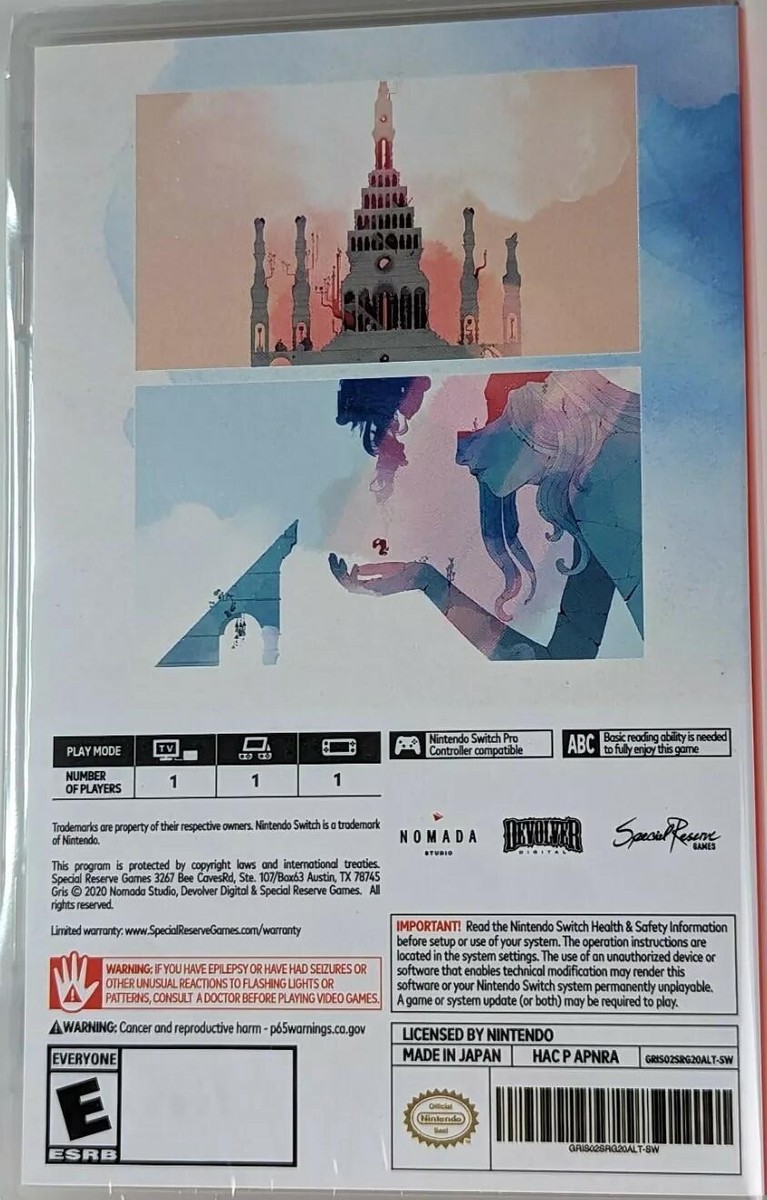 PLAY MODE
TV
NUMBER
OF PLAYERS
1
1
1
Nintendo Switch Pro
Controller compatible
ABC
Basic reading ability is needed
to fully enjoy this game
Trademarks are property of their respective owners. Nintendo Switch is a trademark
of Nintendo.
This program is protected by copyright laws and international treaties.
Special Reserve Games 3267 Bee CavesRd, Ste. 107/Box63 Austin, TX 78745
Gris © 2020 Nomada Studio, Devolver Digital & Special Reserve Games. All
rights reserved.
Limited warranty: www.SpecialReserveGames.com/warranty
NOMADA
STUDIO
DEVOLVER
DIGITAL
Special Reserve
GAMES
WARNING: IF YOU HAVE EPILEPSY OR HAVE HAD SEIZURES OR
OTHER UNUSUAL REACTIONS TO FLASHING LIGHTS OR
PATTERNS, CONSULT A DOCTOR BEFORE PLAYING VIDEO GAMES.
WARNING: Cancer and reproductive harm - p65warnings.ca.gov
IMPORTANT! Read the Nintendo Switch Health & Safety Information
before setup or use of your system. The operation instructions are
located in the system settings. The use of an unauthorized device or
software that enables technical modification may render this
software or your Nintendo Switch system permanently unplayable.
A game or system update (or both) may be required to play.
EVERYONE
E
ESRB
LICENSED BY NINTENDO
MADE IN JAPAN
HAC P APNRA
GRIS02SRG20ALT-SW
Official
Nintendo
Seal
GRIS02SRG20ALT-SW